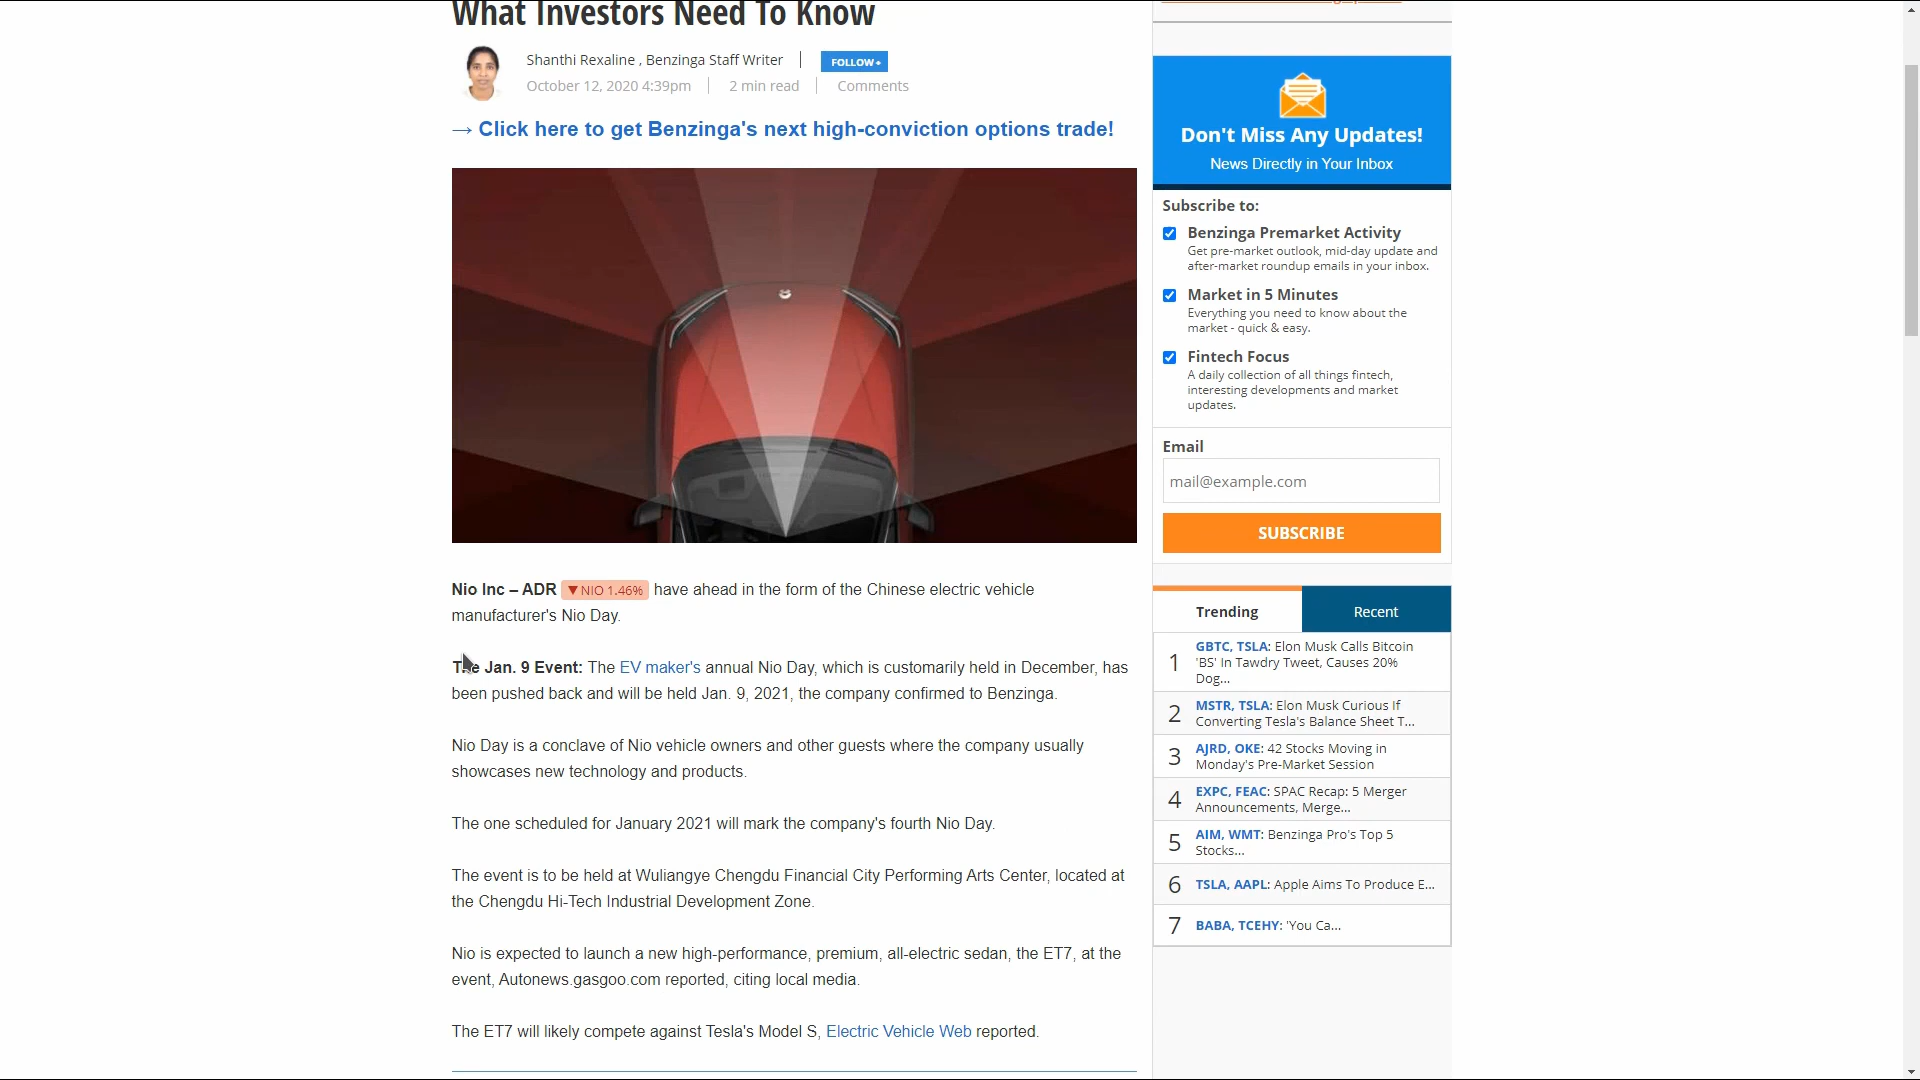 What Investors Need To Know
Shanthi Rexaline , Benzinga Staff Writer
FOLLOW+
October 12, 2020 4:39pm
2 min read
Comments
→ Click here to get Benzinga's next high-conviction options trade!
Nio Inc – ADR ▼ NIO 1.46% have ahead in the form of the Chinese electric vehicle
manufacturer's Nio Day.
The Jan. 9 Event: The EV maker's annual Nio Day, which is customarily held in December, has
been pushed back and will be held Jan. 9, 2021, the company confirmed to Benzinga.
Nio Day is a conclave of Nio vehicle owners and other guests where the company usually
showcases new technology and products.
The one scheduled for January 2021 will mark the company's fourth Nio Day.
The event is to be held at Wuliangye Chengdu Financial City Performing Arts Center, located at
the Chengdu Hi-Tech Industrial Development Zone.
Nio is expected to launch a new high-performance, premium, all-electric sedan, the ET7, at the
event, Autonews.gasgoo.com reported, citing local media.
The ET7 will likely compete against Tesla's Model S, Electric Vehicle Web reported.
Don't Miss Any Updates!
News Directly in Your Inbox
Subscribe to:
Benzinga Premarket Activity
Get pre-market outlook, mid-day update and
after-market roundup emails in your inbox.
Market in 5 Minutes
Everything you need to know about the
market - quick & easy.
Fintech Focus
A daily collection of all things fintech,
interesting developments and market
updates.
Email
mail@example.com
SUBSCRIBE
Trending
Recent
1 GBTC, TSLA: Elon Musk Calls Bitcoin
'BS' In Tawdry Tweet, Causes 20%
Dog...
2 MSTR, TSLA: Elon Musk Curious If
Converting Tesla's Balance Sheet T...
3 AJRD, OKE: 42 Stocks Moving in
Monday's Pre-Market Session
4 EXPC, FEAC: SPAC Recap: 5 Merger
Announcements, Merge...
5 AIM, WMT: Benzinga Pro's Top 5
Stocks...
6 TSLA, AAPL: Apple Aims To Produce E...
7 BABA, TCEHY: 'You Ca...